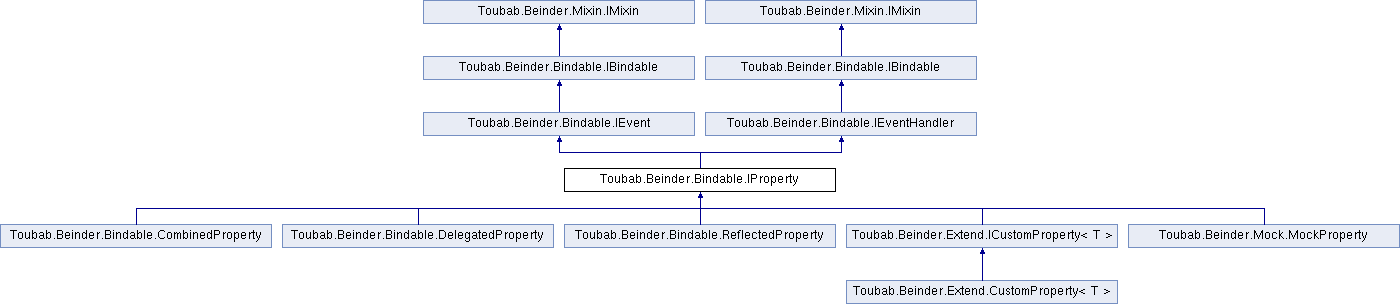 Toubab.Beinder.Mixin.IMixin
Toubab.Beinder.Mixin.IMixin
Toubab.Beinder.Bindable.IBindable
Toubab.Beinder.Bindable.IBindable
Toubab.Beinder.Bindable.IEvent
Toubab.Beinder.Bindable.IEventHandler
Toubab.Beinder.Bindable.IProperty
Toubab.Beinder.Bindable.CombinedProperty
Toubab.Beinder.Bindable.DelegatedProperty
Toubab.Beinder.Bindable.ReflectedProperty
Toubab.Beinder.Extend.ICustomProperty< T >
Toubab.Beinder.Mock.MockProperty
Toubab.Beinder.Extend.CustomProperty< T >